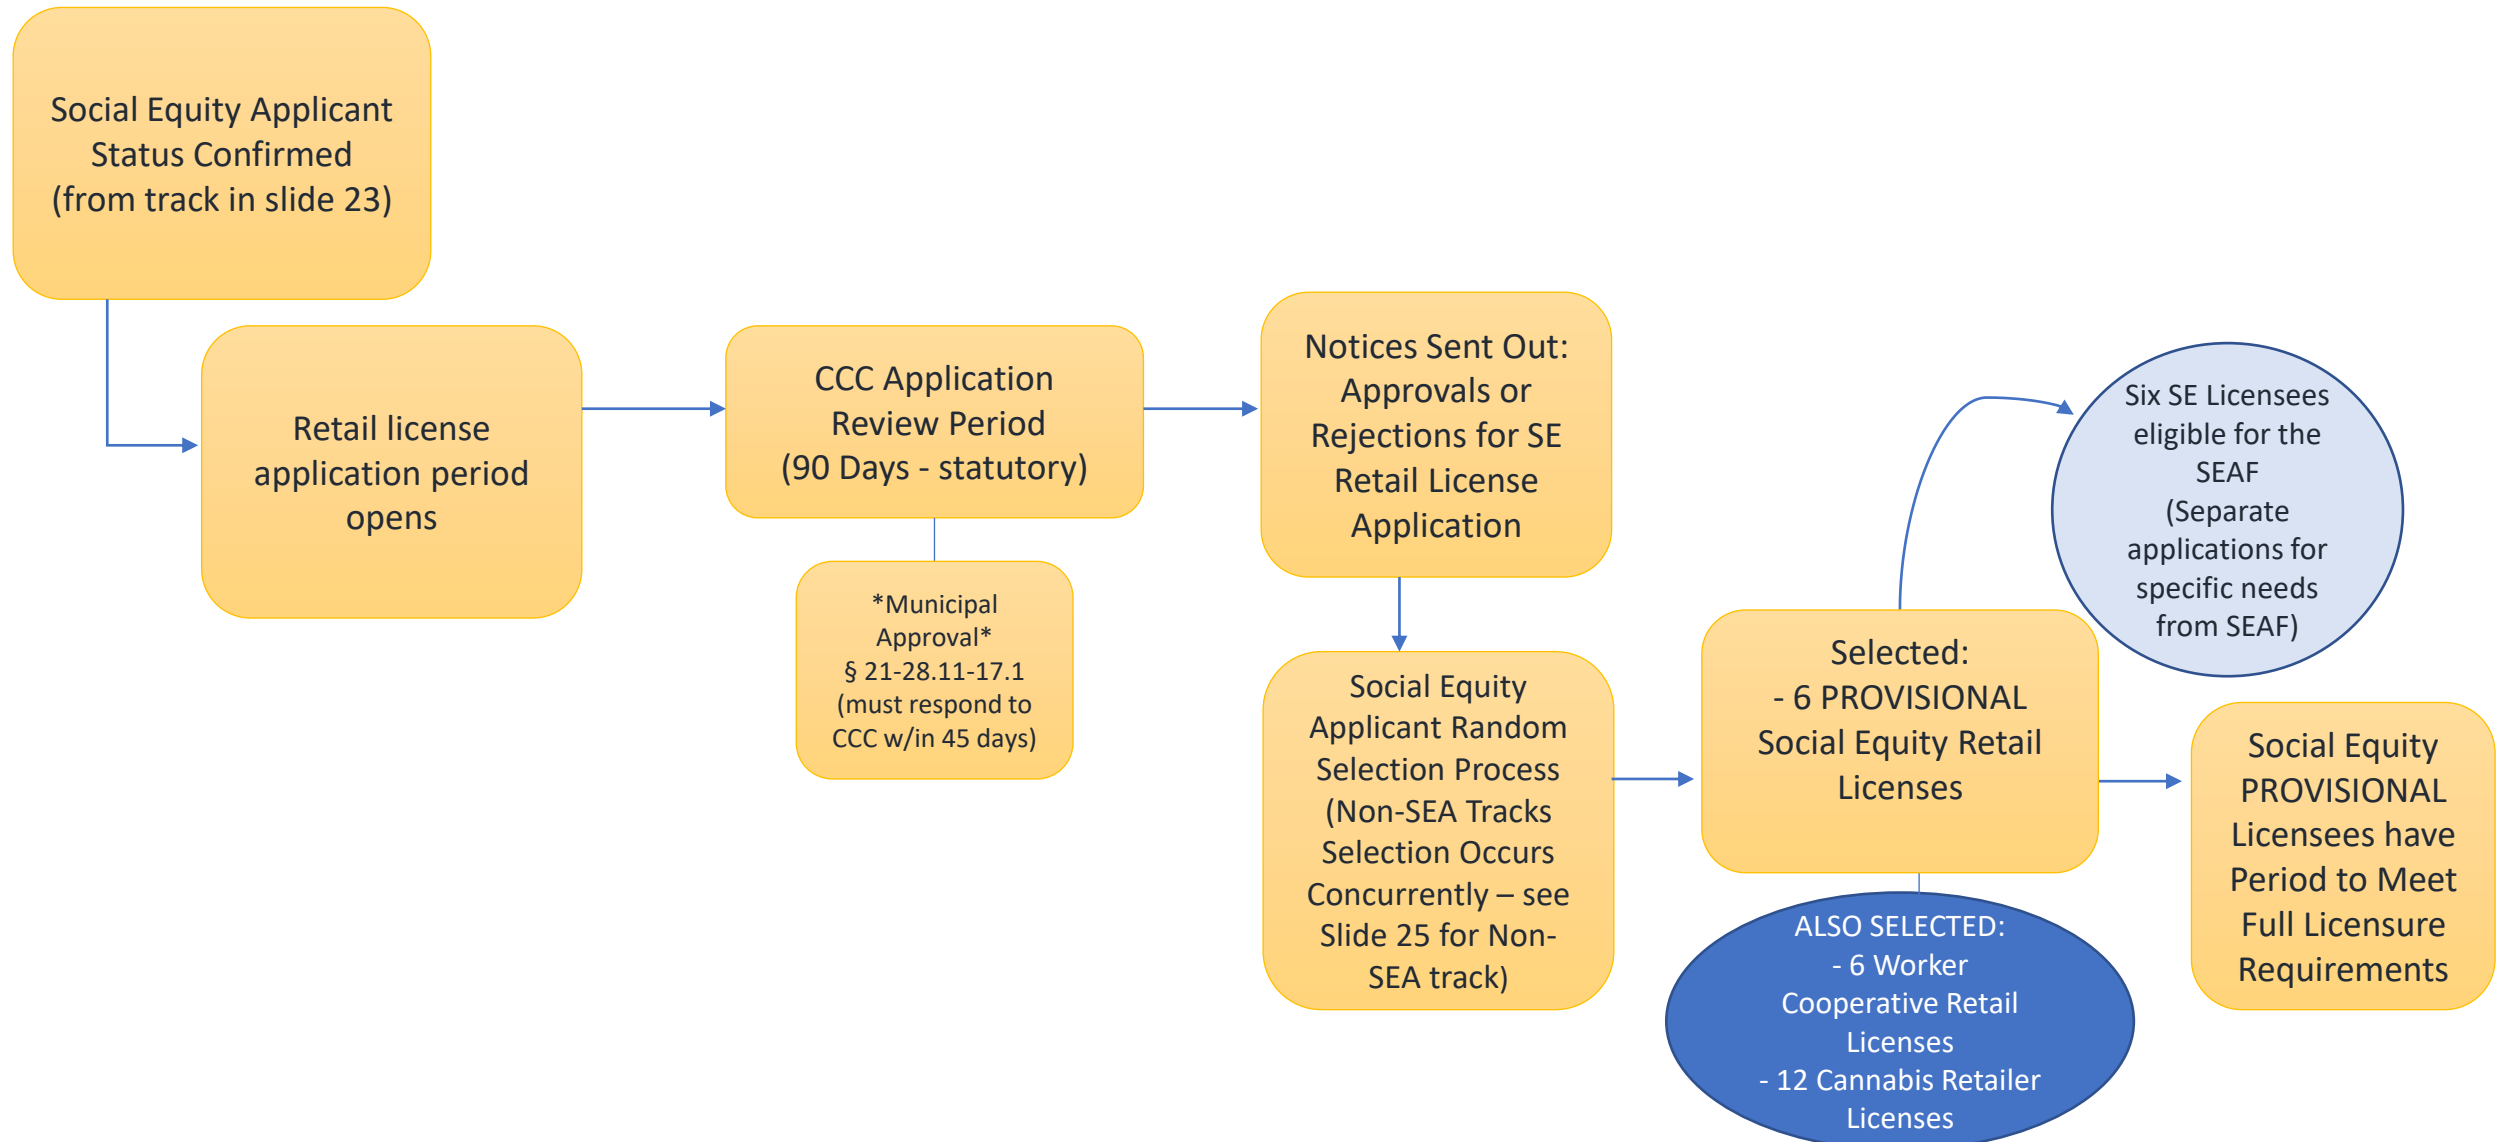 Social Equity Applicant
Status Confirmed
(from track in slide 23)
Retail license
application period
opens
CCC Application
Review Period
(90 Days - statutory)
*Municipal
Approval*
§ 21-28.11-17.1
(must respond to
CCC w/in 45 days)
Notices Sent Out:
Approvals or
Rejections for SE
Retail License
Application
Social Equity
Applicant Random
Selection Process
(Non-SEA Tracks
Selection Occurs
Concurrently – see
Slide 25 for Non-
SEA track)
Selected:
- 6 PROVISIONAL
Social Equity Retail
Licenses
Six SE Licensees
eligible for the
SEAF
(Separate
applications for
specific needs
from SEAF)
ALSO SELECTED:
- 6 Worker
Cooperative Retail
Licenses
- 12 Cannabis Retailer
Licenses
Social Equity
PROVISIONAL
Licensees have
Period to Meet
Full Licensure
Requirements